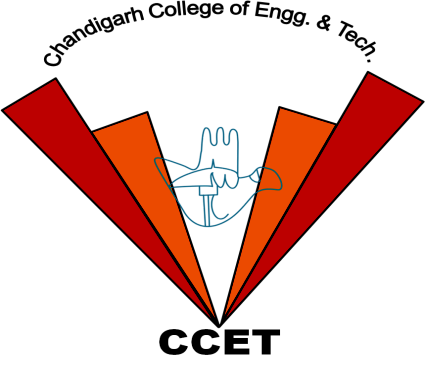 Chandigarh College of Engg. & Tech.
CCET